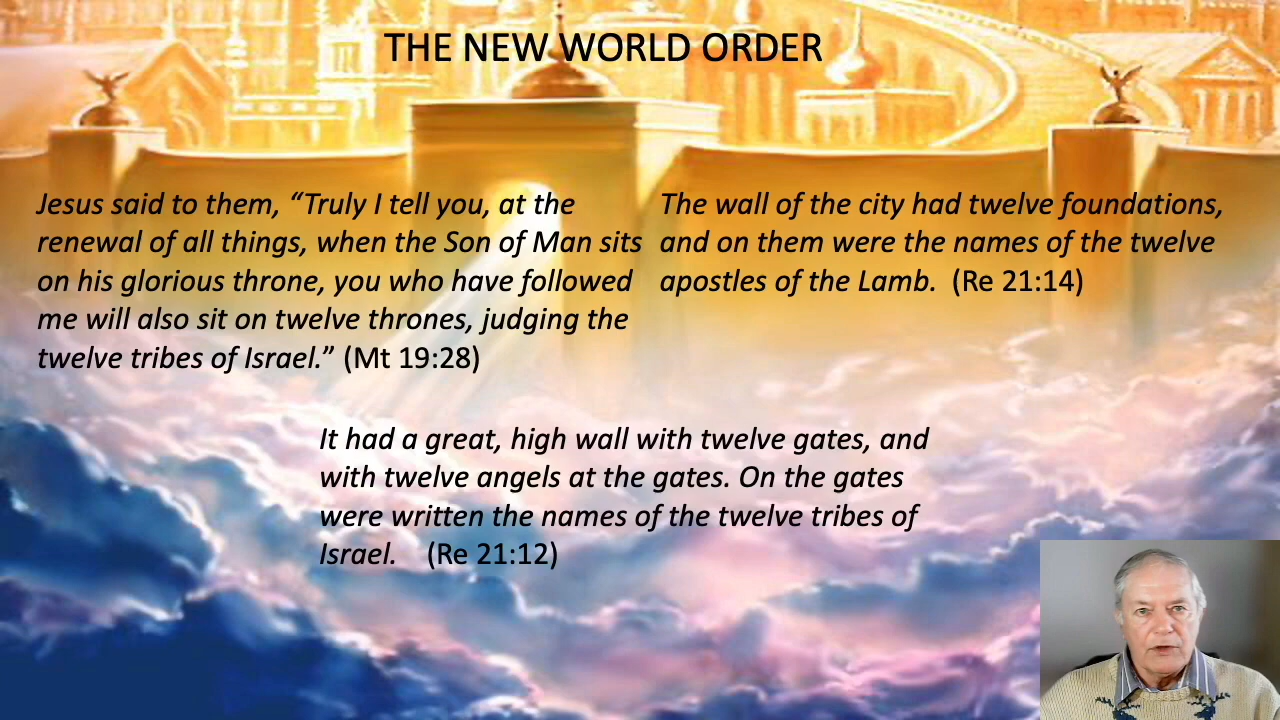 THE NEW WORLD ORDER
Jesus said to them, “Truly I tell you, at the
renewal of all things, when the Son of Man sits
on his glorious throne, you who have followed
me will also sit on twelve thrones, judging the
twelve tribes of Israel.” (Mt 19:28)
The wall of the city had twelve foundations,
and on them were the names of the twelve
apostles of the Lamb. (Re 21:14)
It had a great, high wall with twelve gates, and
with twelve angels at the gates. On the gates
were written the names of the twelve tribes of
Israel. (Re 21:12)